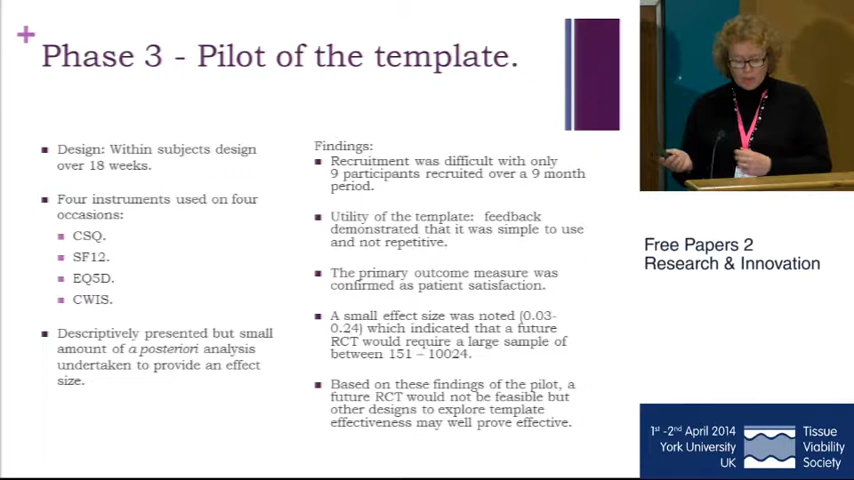 +
Phase 3 - Pilot of the template.
Design: Within subjects design
over 18 weeks.
Four instruments used on four
occasions:
CSQ.
SF12.
EQ5D.
CWIS.
Descriptively presented but small
amount of a posteriori analysis
undertaken to provide an effect
size.
Findings:
Recruitment was difficult with only
9 participants recruited over a 9 month
period.
Utility of the template: feedback
demonstrated that it was simple to use
and not repetitive.
The primary outcome measure was
confirmed as patient satisfaction.
A small effect size was noted (0.03-
0.24) which indicated that a future
RCT would require a large sample of
between 151 – 10024.
Based on these findings of the pilot, a
future RCT would not be feasible but
other designs to explore template
effectiveness may well prove effective.
Free Papers 2
Research & Innovation
1st -2nd April 2014
York University
UK
Tissue
Viability
Society